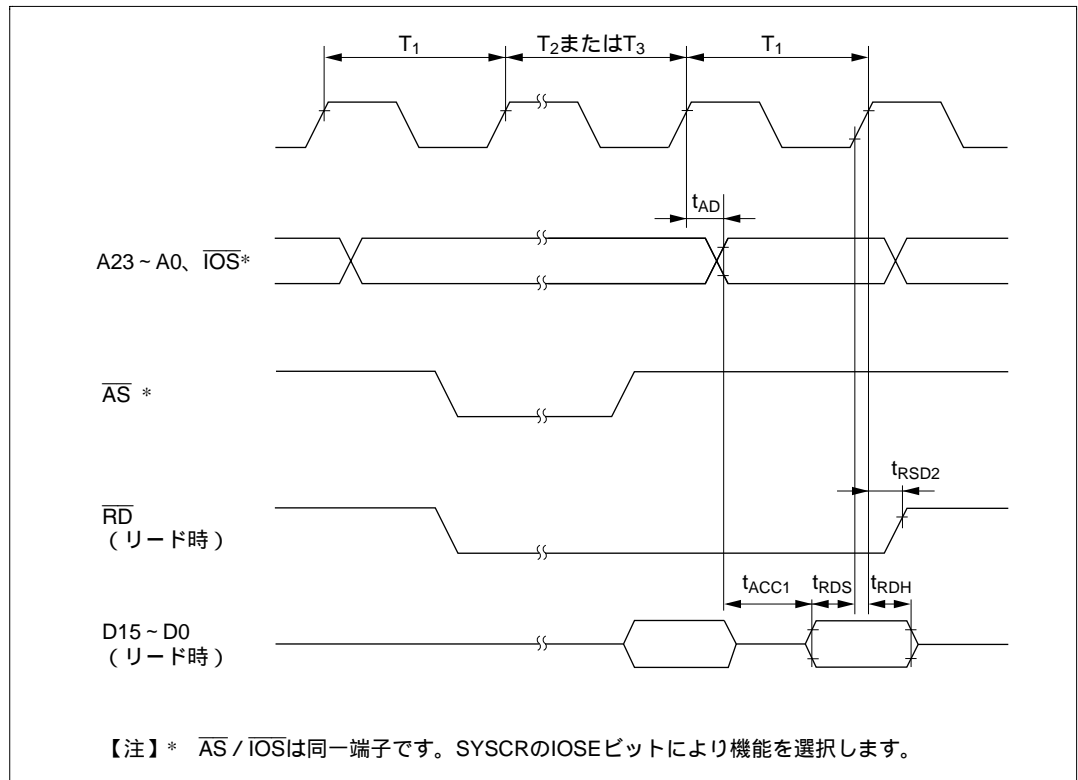 T1 T2またはT3 T1
tAD
A23 ~ A0、IOS*
AS *
tRSD2
RD
(リード時)
tACC1 tRDS tRDH
D15 ~ D0
(リード時)
【注】* AS / IOSは同一端子です。SYSCRのIOSEビットにより機能を選択します。